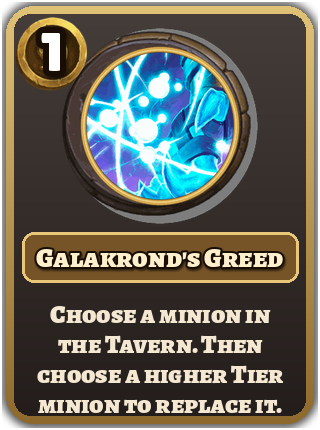 1
Galakrond's Greed
Choose a minion in
the Tavern. Then
choose a higher Tier
minion to replace it.